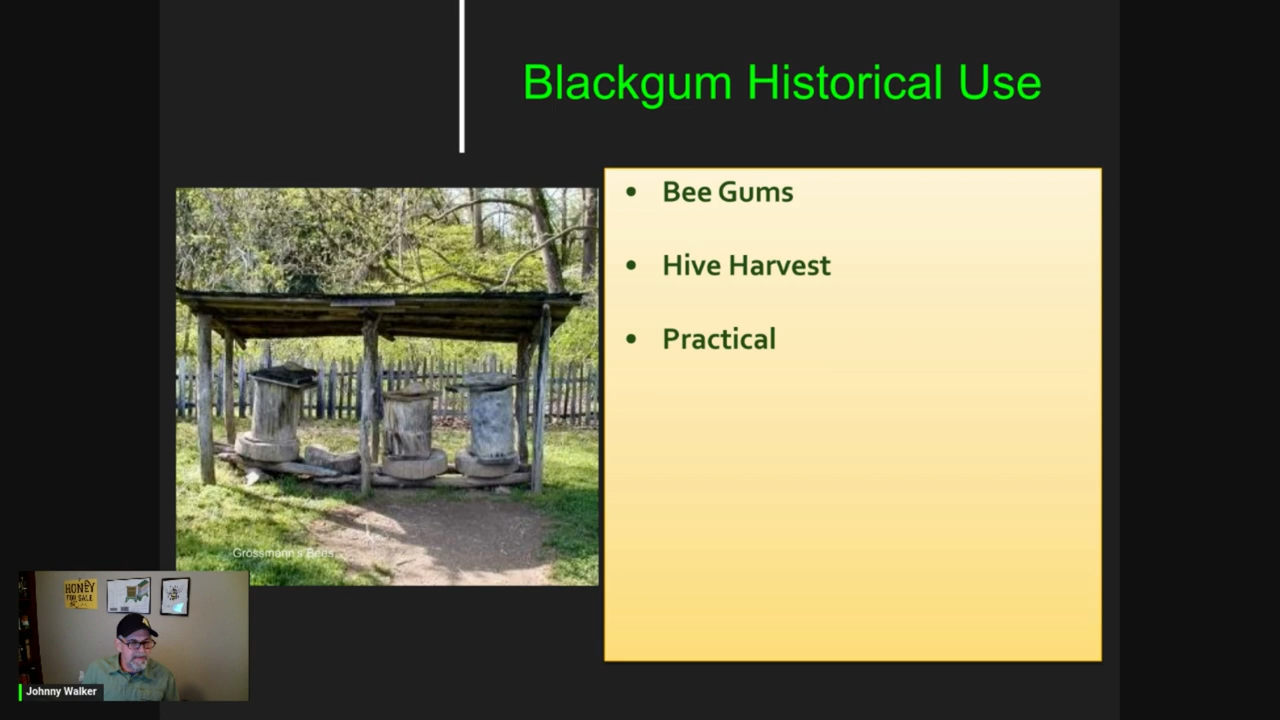 Blackgum Historical Use
• Bee Gums
• Hive Harvest
• Practical
Grossmann's Bees
HONEY
FOR SALE
Johnny Walker